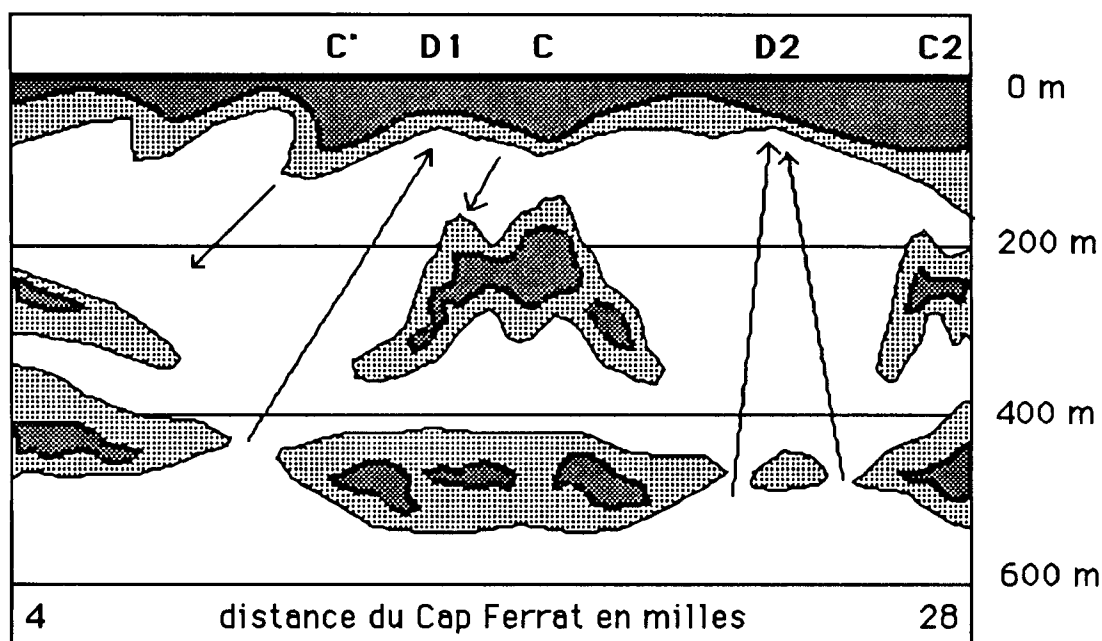 C' D1 C D2 C2
0 m
200 m
400 m
600 m
4 distance du Cap Ferrat en milles 28